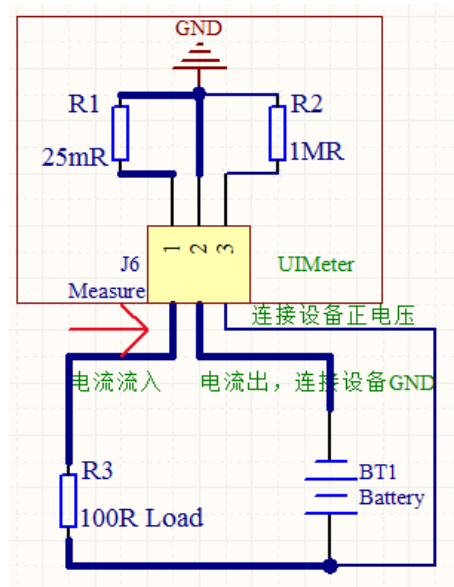 GND
R1
R2
25mR
1MR
1
2
3
J6
UIMeter
Measure
连接设备正电压
电流流入
电流出，连接设备GND
R3
BT1
100R Load
Battery